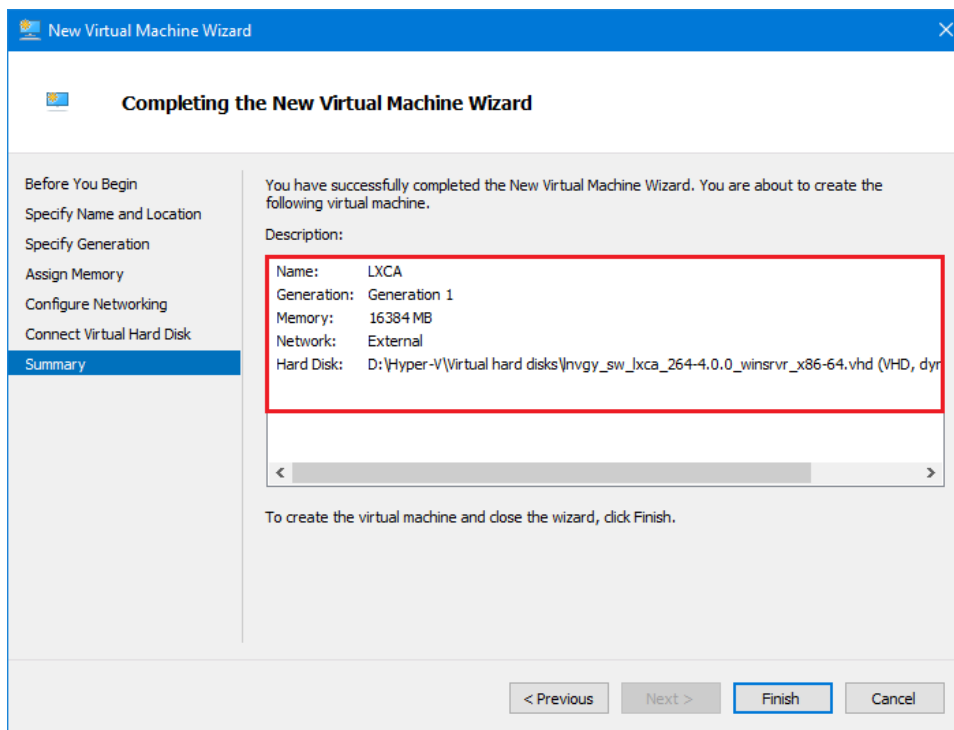 New Virtual Machine Wizard
Completing the New Virtual Machine Wizard
Before You Begin
Specify Name and Location
Specify Generation
Assign Memory
Configure Networking
Connect Virtual Hard Disk
Summary
You have successfully completed the New Virtual Machine Wizard. You are about to create the
following virtual machine.
Description:
Name: LXCA
Generation: Generation 1
Memory: 16384 MB
Network: External
Hard Disk: D:\Hyper-V\Virtual hard disks\lnvgy_sw_lxca_264-4.0.0_winsrvr_x86-64.vhd (VHD, dyr
To create the virtual machine and close the wizard, click Finish.
< Previous
Next >
Finish
Cancel